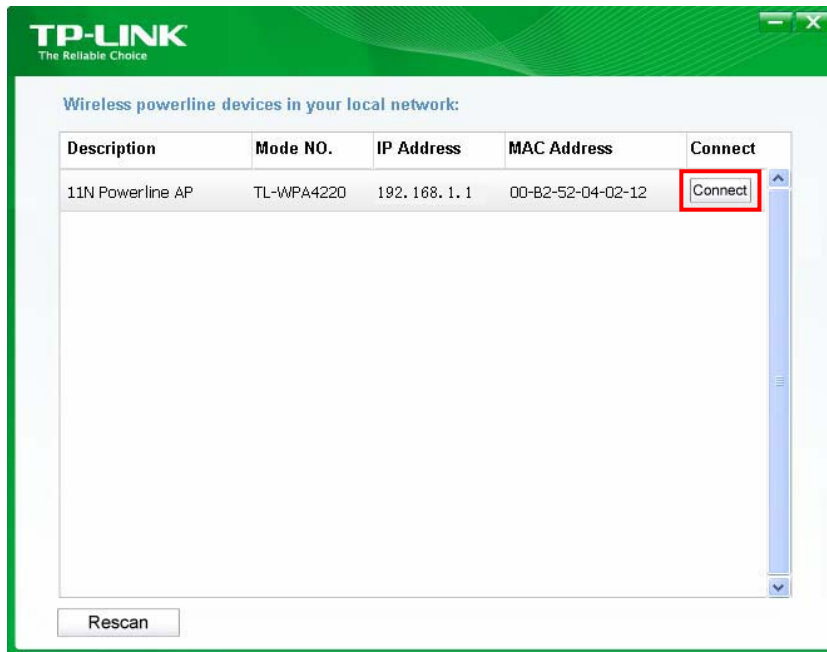 TP-LINK
The Reliable Choice
Wireless powerline devices in your local network:
Description Mode NO. IP Address MAC Address Connect
11N Powerline AP TL-WPA4220 192.168.1.1 00-B2-52-04-02-12 Connect
Rescan